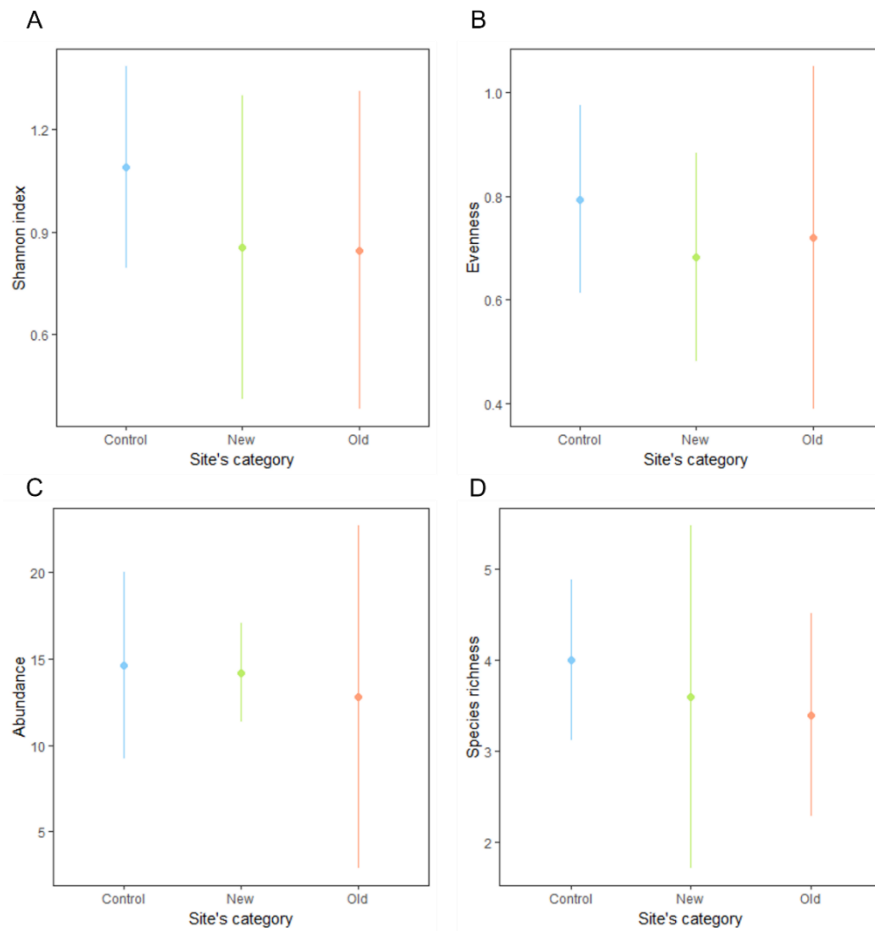 A
Shannon index
1.2
0.9
0.6
Control New Old
Site's category
B
Evenness
1.0
0.8
0.6
0.4
Control New Old
Site's category
C
Abundance
20
15
10
5
Control New Old
Site's category
D
Species richness
5
4
3
2
Control New Old
Site's category